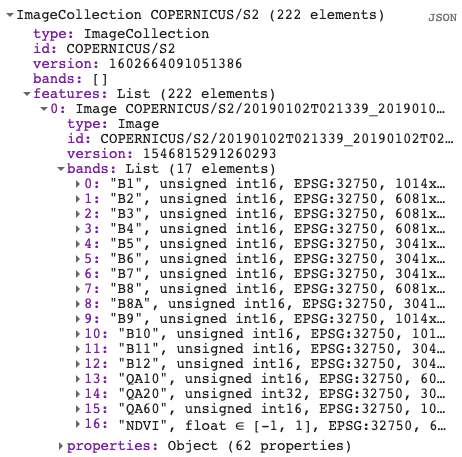 ImageCollection COPERNICUS/S2 (222 elements) JSON
type: ImageCollection
id: COPERNICUS/S2
version: 1602664091051386
bands: []
features: List (222 elements)
0: Image COPERNICUS/S2/20190102T021339_2019010…
type: Image
id: COPERNICUS/S2/20190102T021339_20190102T02…
version: 1546815291260293
bands: List (17 elements)
0: "B1", unsigned int16, EPSG:32750, 1014x…
1: "B2", unsigned int16, EPSG:32750, 6081x…
2: "B3", unsigned int16, EPSG:32750, 6081x…
3: "B4", unsigned int16, EPSG:32750, 6081x…
4: "B5", unsigned int16, EPSG:32750, 3041x…
5: "B6", unsigned int16, EPSG:32750, 3041x…
6: "B7", unsigned int16, EPSG:32750, 3041x…
7: "B8", unsigned int16, EPSG:32750, 6081x…
8: "B8A", unsigned int16, EPSG:32750, 3041…
9: "B9", unsigned int16, EPSG:32750, 1014x…
10: "B10", unsigned int16, EPSG:32750, 101…
11: "B11", unsigned int16, EPSG:32750, 304…
12: "B12", unsigned int16, EPSG:32750, 304…
13: "QA10", unsigned int16, EPSG:32750, 60…
14: "QA20", unsigned int32, EPSG:32750, 30…
15: "QA60", unsigned int16, EPSG:32750, 10…
16: "NDVI", float ∈ [-1, 1], EPSG:32750, 6…
properties: Object (62 properties)